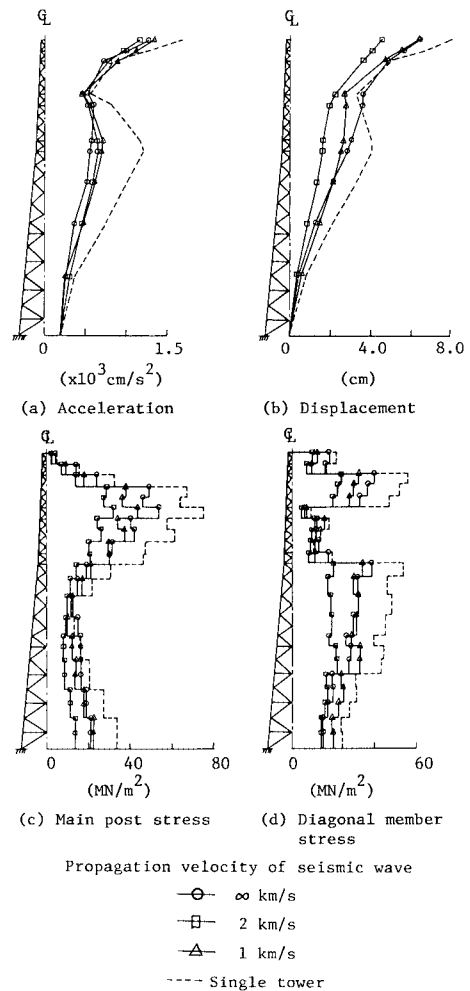 ℄ ℄
0 1.5 0.0 4.0 8.0
(x10³cm/s²) (cm)
(a) Acceleration (b) Displacement
℄ ℄
0 40 80 0 60
(MN/m²) (MN/m²)
(c) Main post stress (d) Diagonal member
stress
Propagation velocity of seismic wave
∞ km/s
2 km/s
1 km/s
Single tower